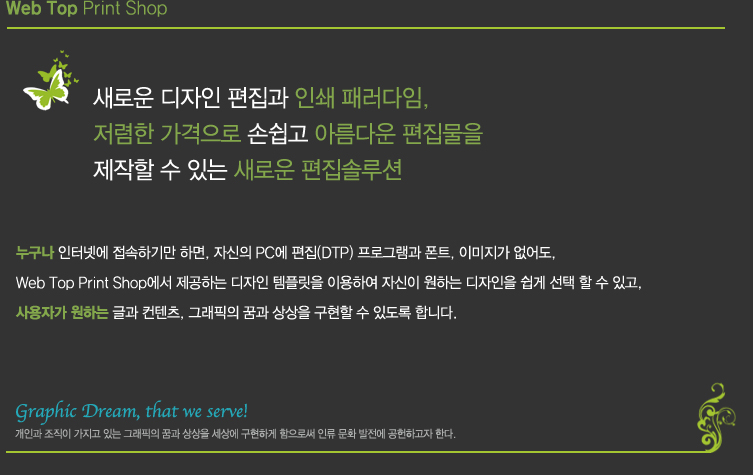 Web Top Print Shop
새로운 디자인 편집과 인쇄 패러다임,
저렴한 가격으로 손쉽고 아름다운 편집물을
제작할 수 있는 새로운 편집솔루션
누구나 인터넷에 접속하기만 하면, 자신의 PC에 편집(DTP) 프로그램과 폰트, 이미지가 없어도,
Web Top Print Shop에서 제공하는 디자인 템플릿을 이용하여 자신이 원하는 디자인을 쉽게 선택 할 수 있고,
사용자가 원하는 글과 컨텐츠, 그래픽의 꿈과 상상을 구현할 수 있도록 합니다.
Graphic Dream, that we serve!
개인과 조직이 가지고 있는 그래픽의 꿈과 상상을 세상에 구현하게 함으로써 인류 문화 발전에 공헌하고자 한다.